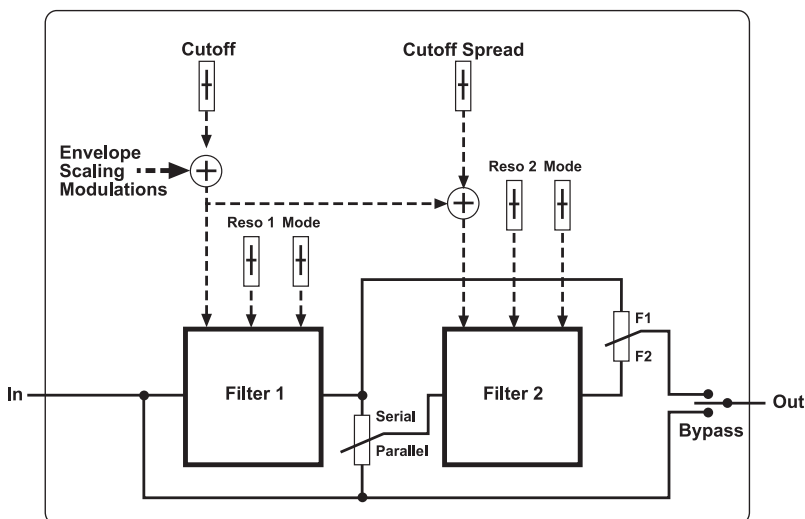 Cutoff
Cutoff Spread
Envelope
Scaling
Modulations
Reso 2 Mode
Reso 1 Mode
F1
F2
In
Filter 1
Serial
Parallel
Filter 2
Out
Bypass